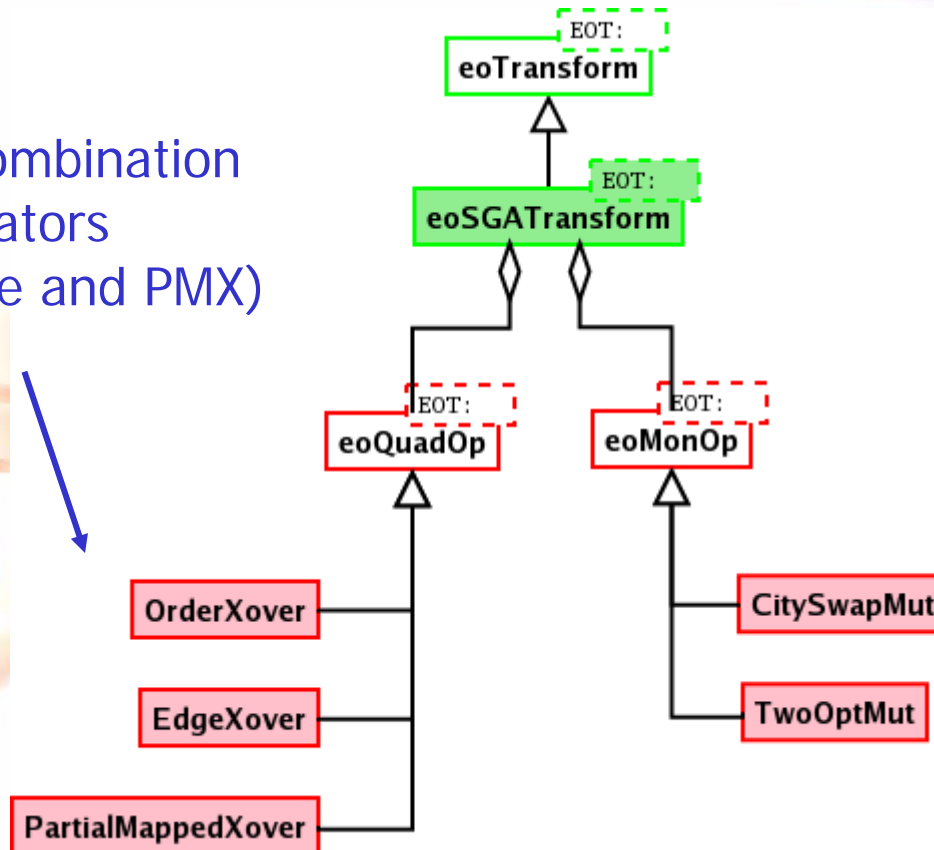 EOT:
eoTransform
ombination
EOT:
ators
eoSGATransform
e and PMX)
EOT:
EOT:
eoQuadOp
eoMonOp
OrderXover
CitySwapMut
EdgeXover
TwoOptMut
PartialMappedXover